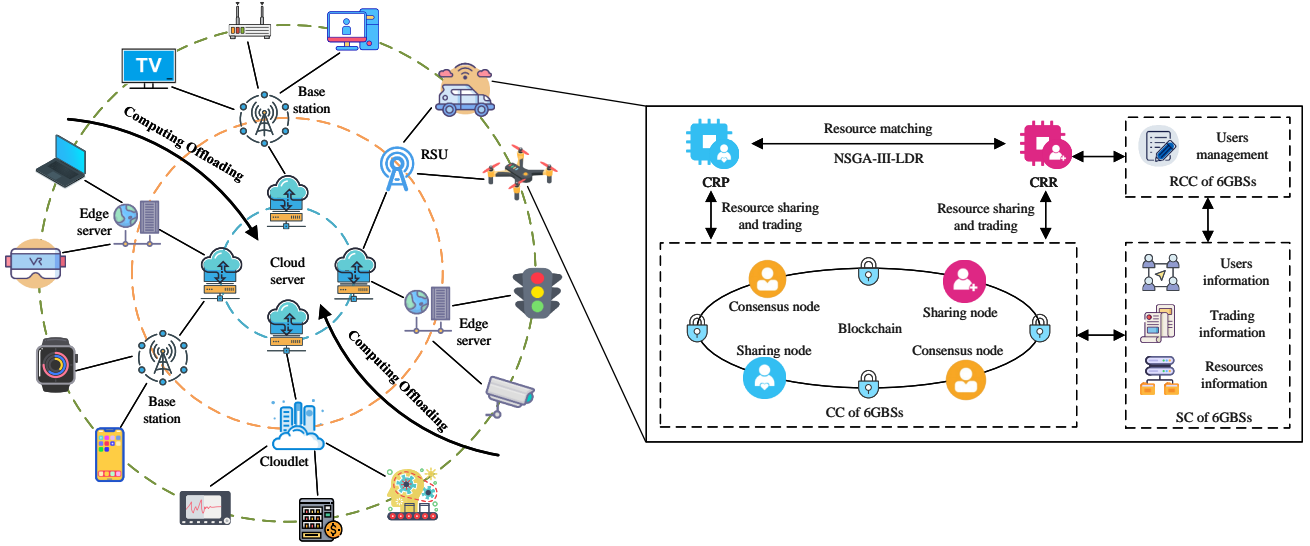 TV
Base
station
Computing Offloading
RSU
Edge
server
VR
Cloud
server
Edge
server
Computing Offloading
Base
station
Cloudlet
$
CRP
Resource matching
NSGA-III-LDR
CRR
Users
management
RCC of 6GBSs
Resource sharing
and trading
Resource sharing
and trading
Consensus node
Sharing node
Blockchain
Sharing node
Consensus node
CC of 6GBSs
Users
information
Trading
information
Resources
information
SC of 6GBSs